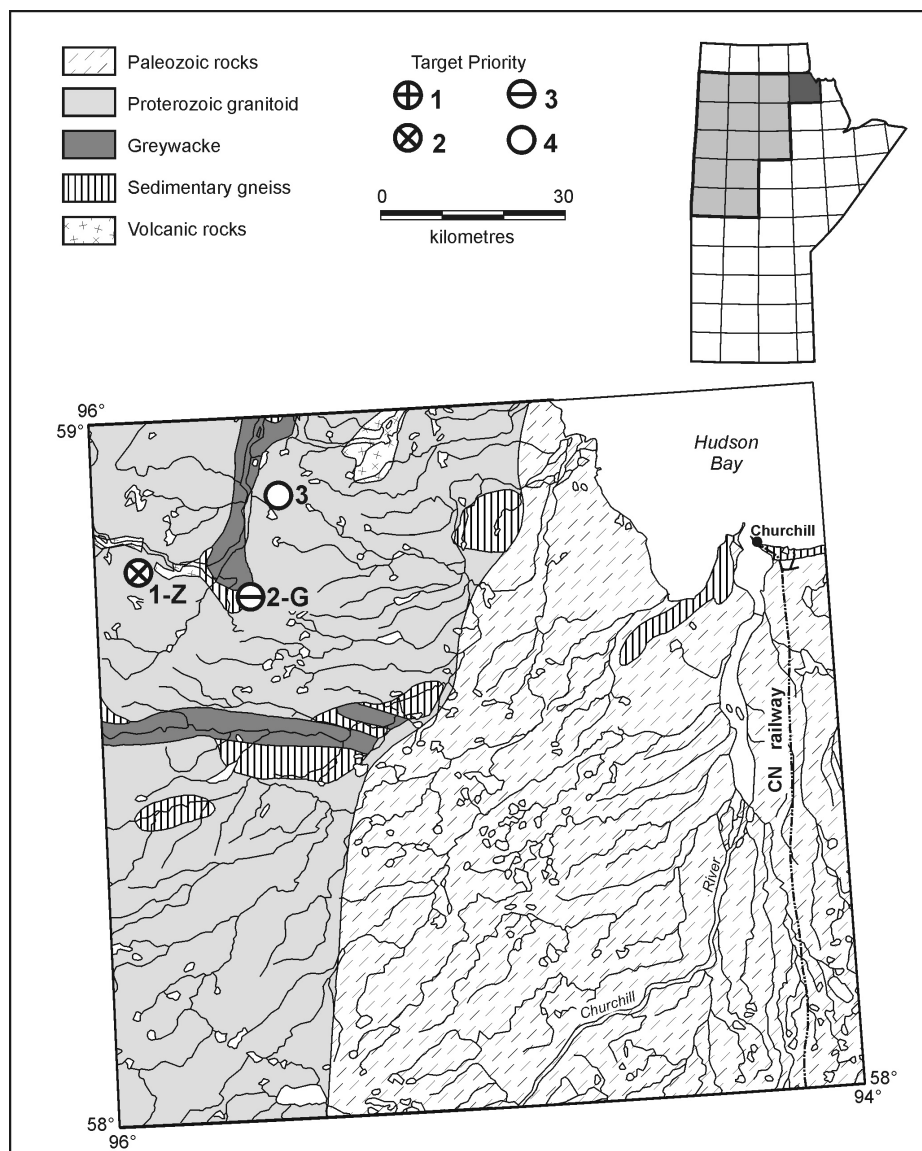 Paleozoic rocks
Proterozoic granitoid
Greywacke
Sedimentary gneiss
Volcanic rocks
Target Priority
1
3
2
4
0 30
kilometres
96°
59°
Hudson
Bay
Churchill
3
1-Z
2-G
CN railway
River
Churchill
58°
96°
58°
94°